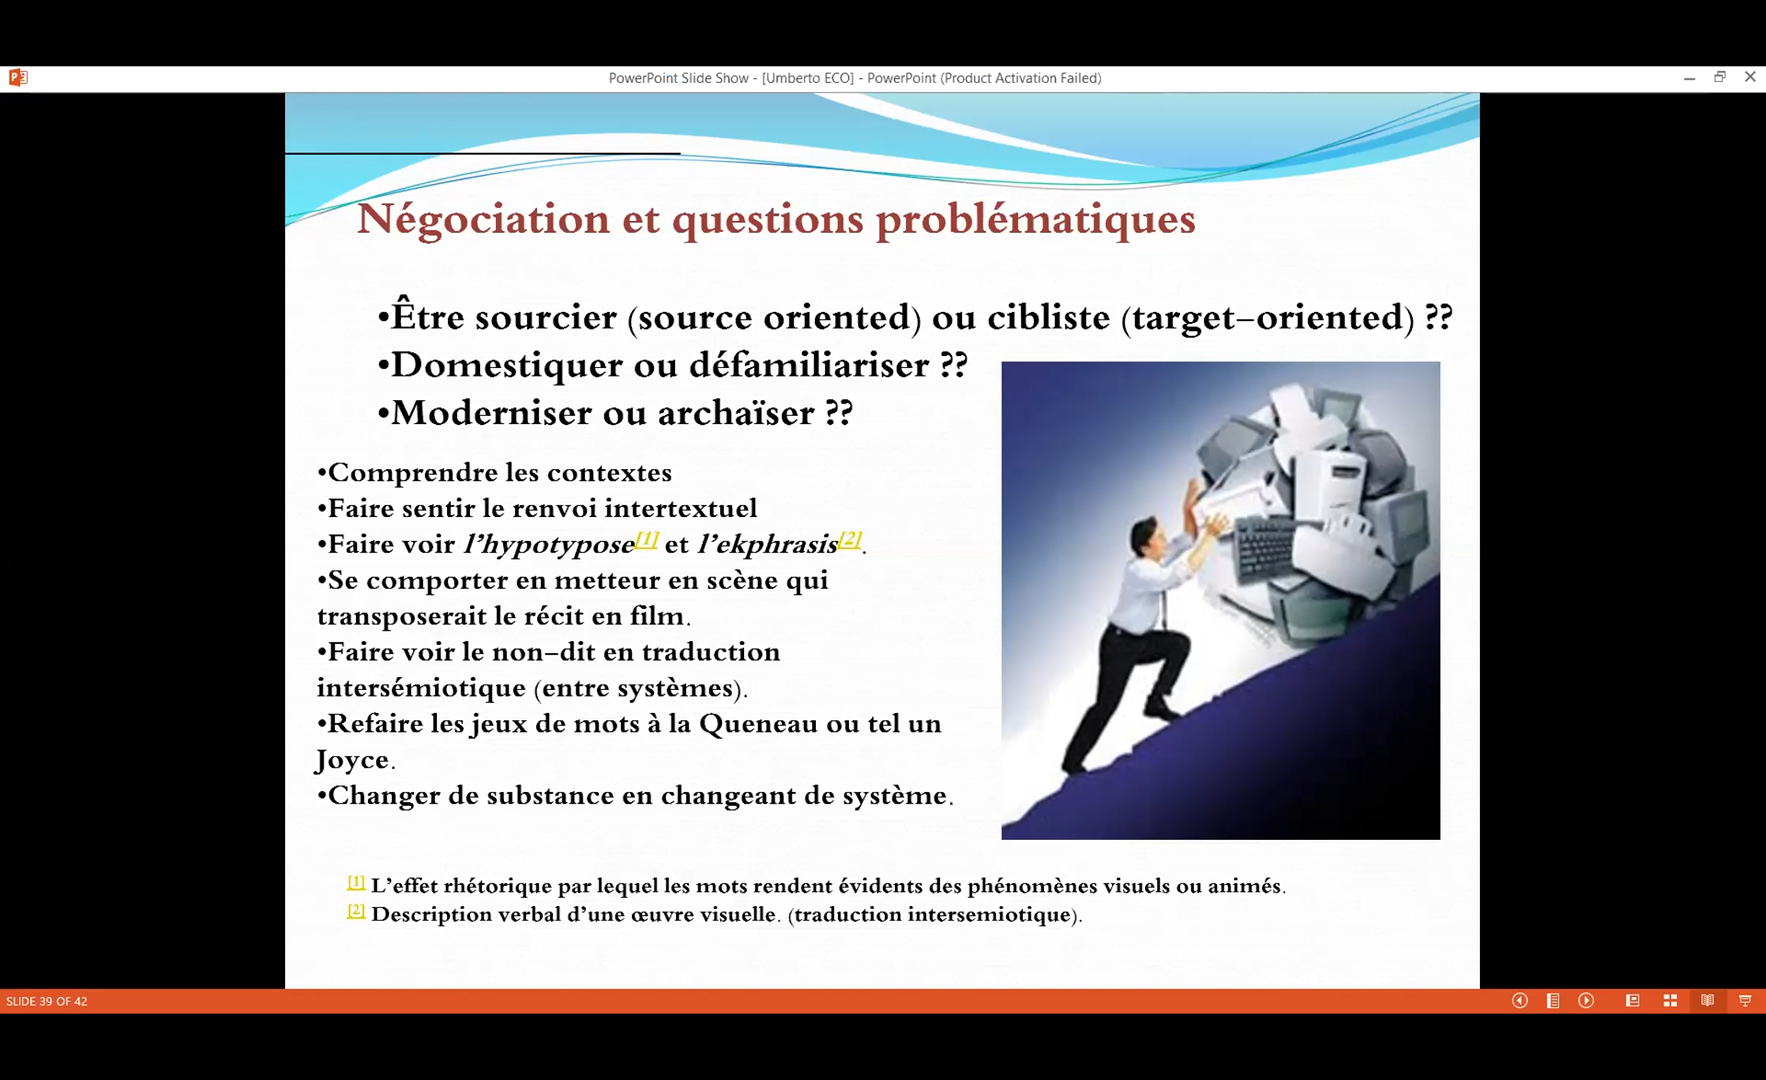 PowerPoint Slide Show - [Umberto ECO] - PowerPoint (Product Activation Failed)
Négociation et questions problématiques
•Être sourcier (source oriented) ou cibliste (target-oriented) ??
•Domestiquer ou défamiliariser ??
•Moderniser ou archaïser ??
•Comprendre les contextes
•Faire sentir le renvoi intertextuel
•Faire voir l'hypotypose[1] et l'ekphrasis[2].
•Se comporter en metteur en scène qui
transposerait le récit en film.
•Faire voir le non-dit en traduction
intersémiotique (entre systèmes).
•Refaire les jeux de mots à la Queneau ou tel un
Joyce.
•Changer de substance en changeant de système.
[1] L'effet rhétorique par lequel les mots rendent évidents des phénomènes visuels ou animés.
[2] Description verbal d'une œuvre visuelle. (traduction intersemiotique).
SLIDE 39 OF 42